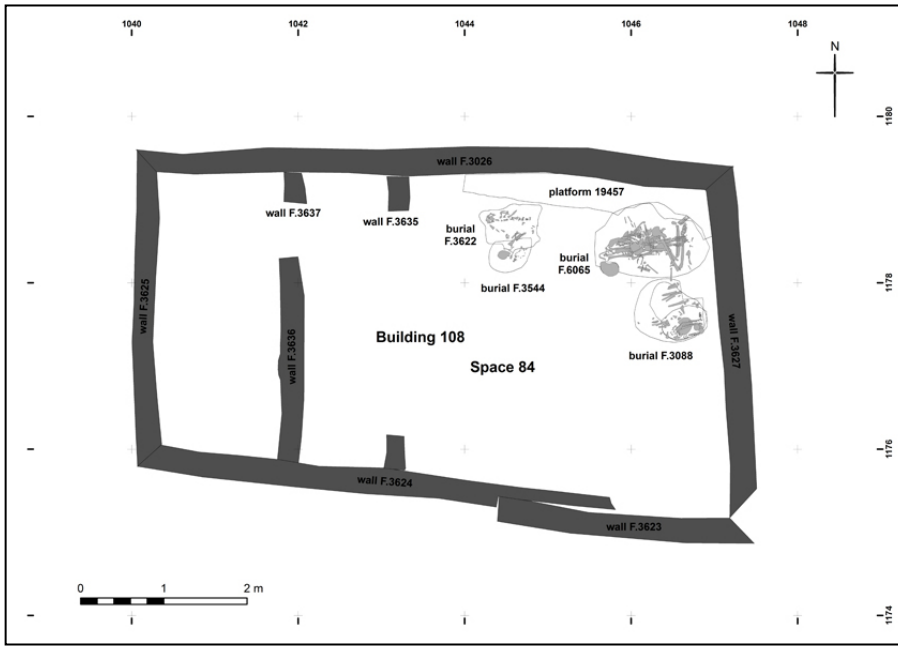 1040
1042
1044
1046
1048
N
1180
wall F.3026
platform 19457
wall F.3637
wall F.3635
burial
F.3622
burial
F.6065
burial F.3544
1178
wall F.3625
wall F.3636
Building 108
Space 84
wall F.3627
burial F.3088
1176
wall F.3624
wall F.3623
0
1
2 m
1174